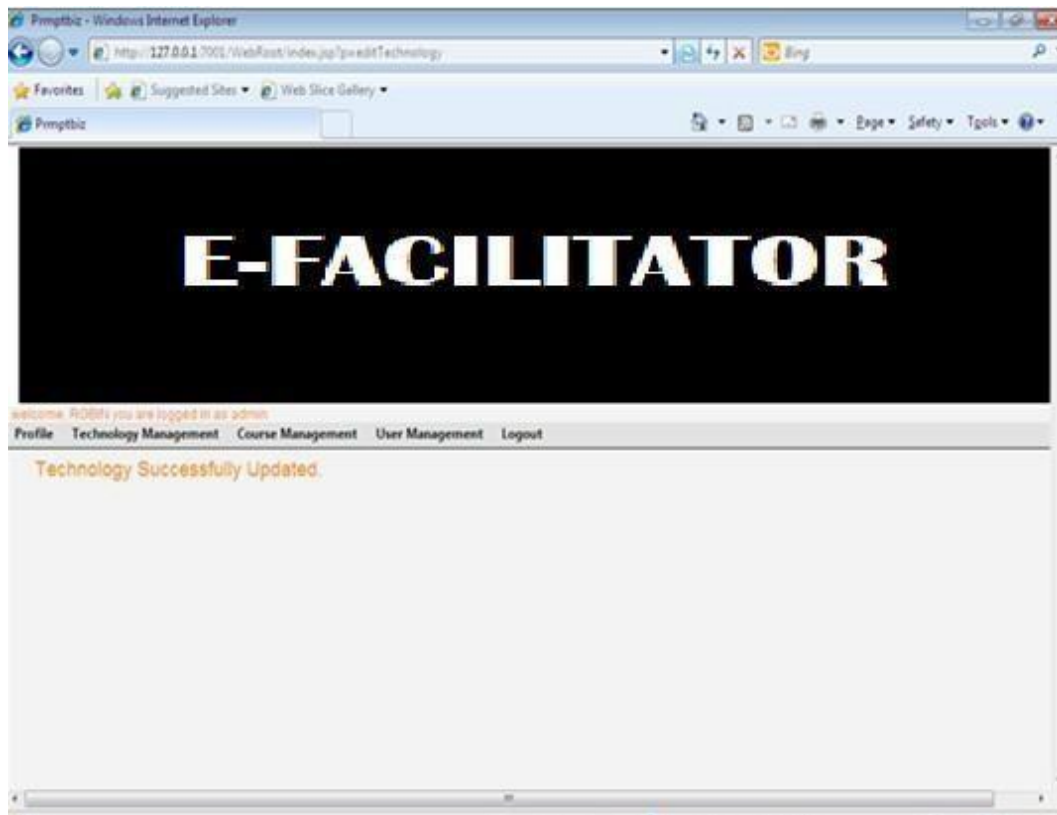 Prmptbiz - Windows Internet Explorer
http://127.0.0.1:7001/WebRoot/index.jsp?p=editTechnology
Bing
Favorites Suggested Sites Web Slice Gallery
Prmptbiz
Page Safety Tools
E-FACILITATOR
welcome, ROBIN you are logged in as admin
Profile Technology Management Course Management User Management Logout
Technology Successfully Updated.